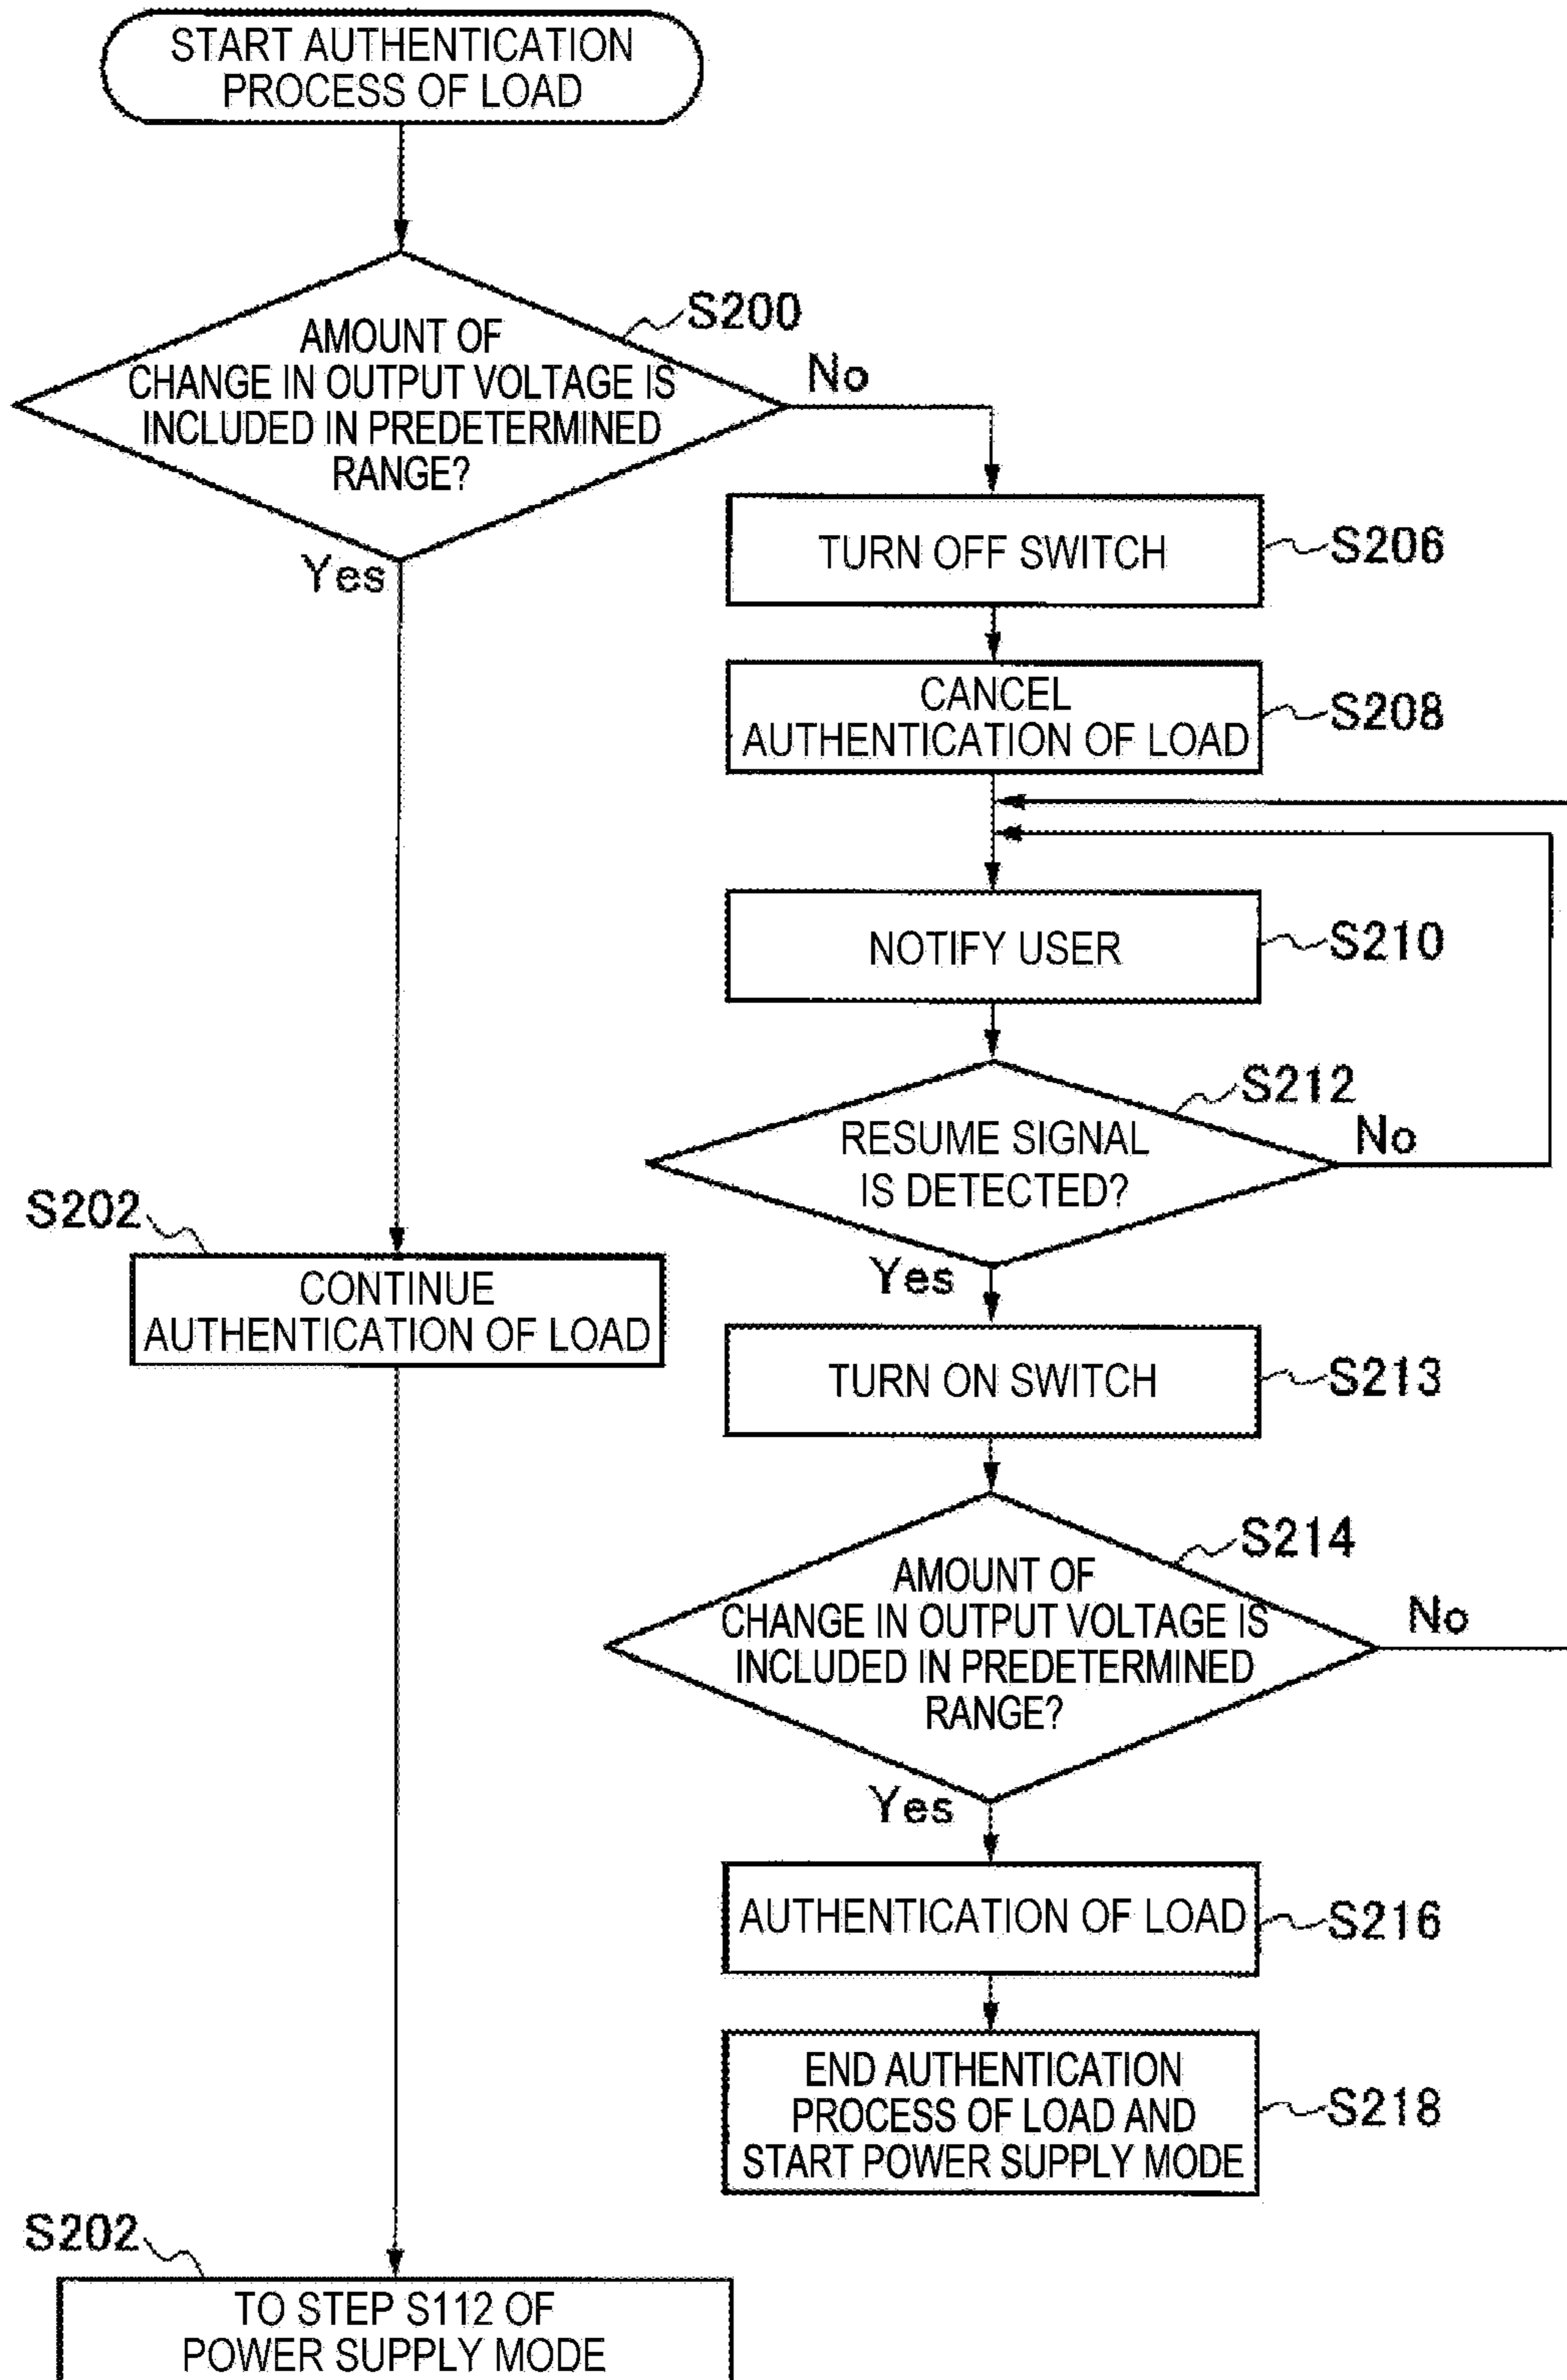 START AUTHENTICATION
PROCESS OF LOAD
S200
AMOUNT OF
CHANGE IN OUTPUT VOLTAGE IS
INCLUDED IN PREDETERMINED
RANGE?
No
Yes
TURN OFF SWITCH
S206
CANCEL
AUTHENTICATION OF LOAD
S208
NOTIFY USER
S210
S212
RESUME SIGNAL
IS DETECTED?
No
Yes
S202
CONTINUE
AUTHENTICATION OF LOAD
TURN ON SWITCH
S213
S214
AMOUNT OF
CHANGE IN OUTPUT VOLTAGE IS
INCLUDED IN PREDETERMINED
RANGE?
No
Yes
AUTHENTICATION OF LOAD
S216
END AUTHENTICATION
PROCESS OF LOAD AND
START POWER SUPPLY MODE
S218
S202
TO STEP S112 OF
POWER SUPPLY MODE